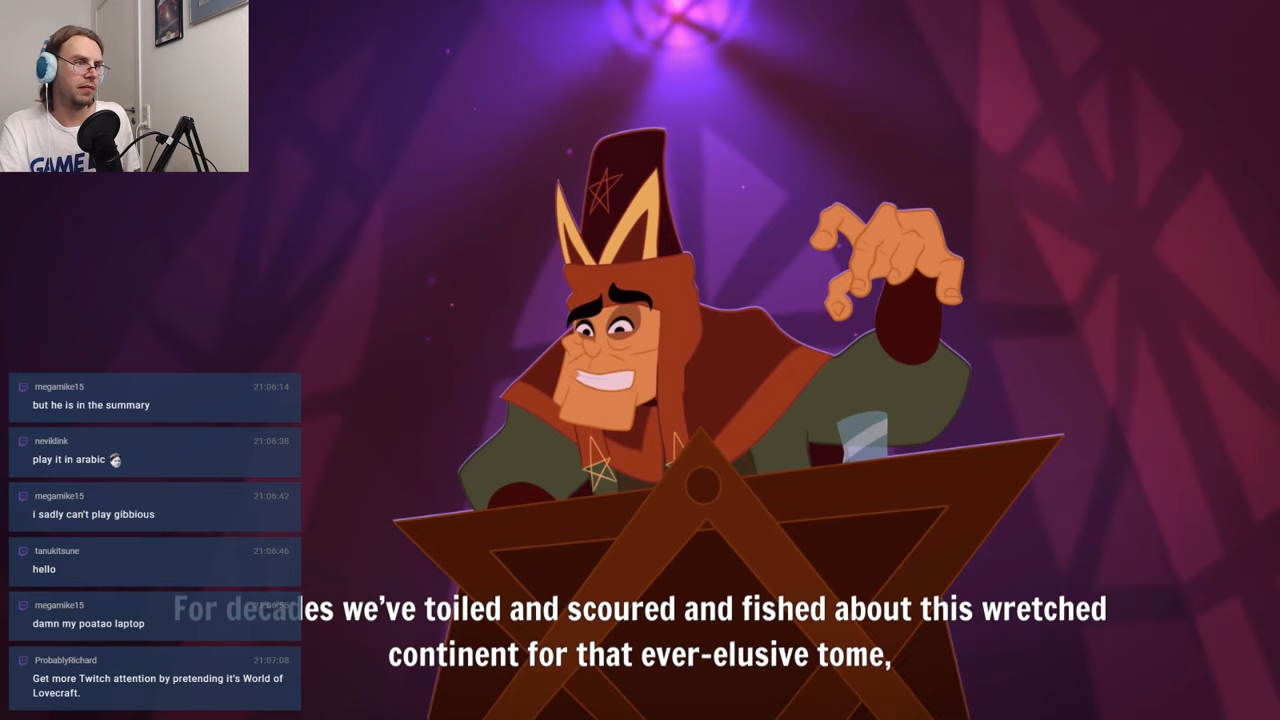 GAME
megamike15 21:06:14
but he is in the summary
neviklink 21:06:38
play it in arabic
megamike15 21:06:42
i sadly can't play gibbious
tanukitsune 21:06:46
hello
megamike15
damn my poatao laptop
ProbablyRichard 21:07:08
Get more Twitch attention by pretending it's World of
Lovecraft.
For decades we've toiled and scoured and fished about this wretched
continent for that ever-elusive tome,